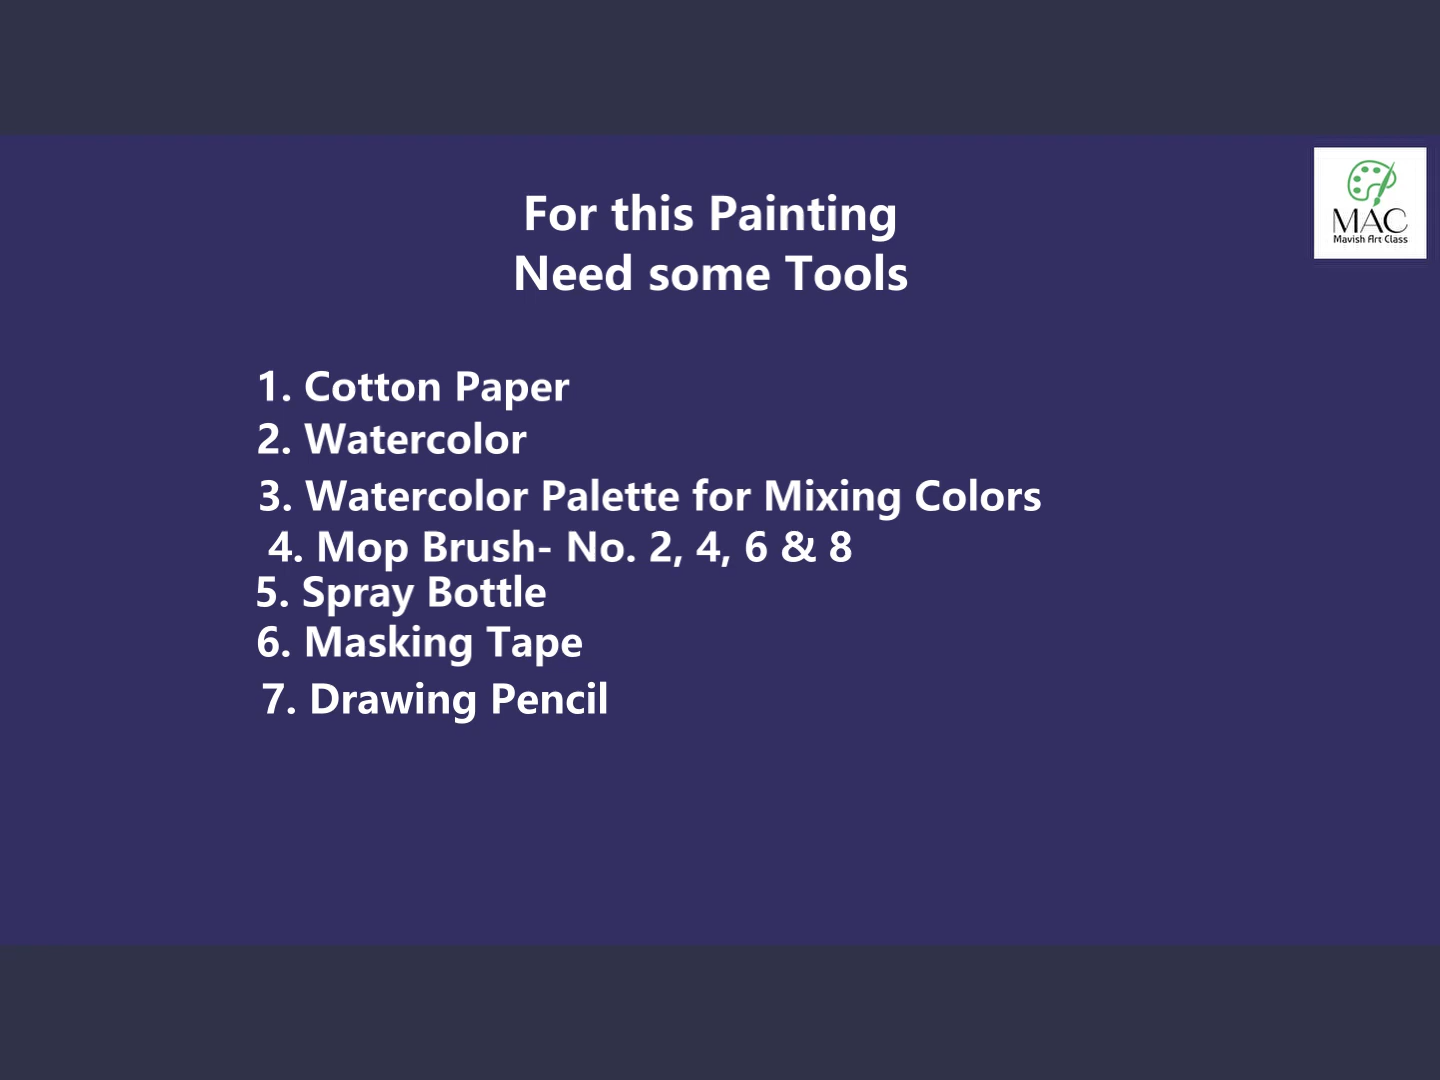 For this Painting
Need some Tools
MAC
Mavish Art Class
1. Cotton Paper
2. Watercolor
3. Watercolor Palette for Mixing Colors
4. Mop Brush- No. 2, 4, 6 & 8
5. Spray Bottle
6. Masking Tape
7. Drawing Pencil